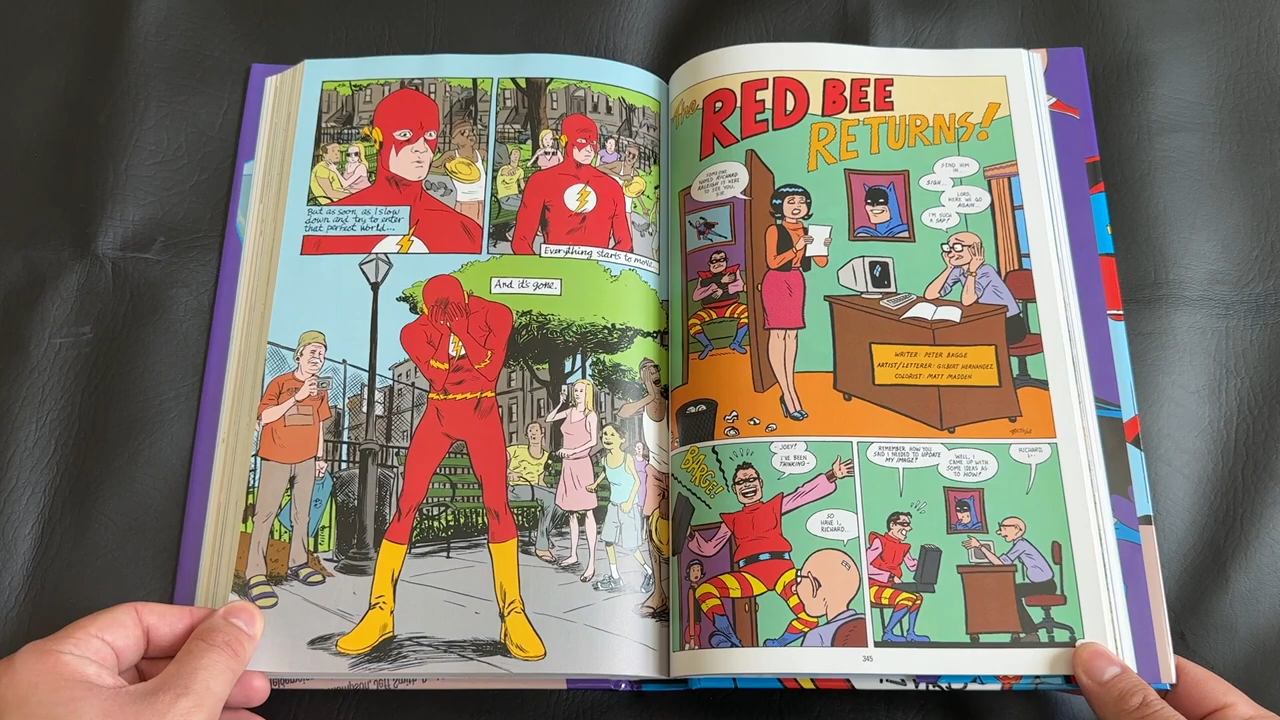 But as soon as I slow
down and try to enter
that perfect world...
Everything starts to move...
And it's gone.
The
RED BEE
RETURNS!
SOMEONE
NAMED RICHARD
RALEIGH IS HERE
TO SEE YOU,
SIR.
SEND HIM
IN...
SIGH...
LORD,
HERE WE GO
AGAIN...
I'M SUCH
A SAP!
WRITER: PETER BAGGE
ARTIST/LETTERER: GILBERT HERNANDEZ
COLORIST: MATT MADDEN
BARGE!
-JOEY?
I'VE BEEN
THINKING-
SO
HAVE I,
RICHARD...
REMEMBER HOW YOU
SAID I NEEDED TO UPDATE
MY IMAGE?
WELL, I
CAME UP WITH
SOME IDEAS AS
TO HOW!
RICHARD
I-
345